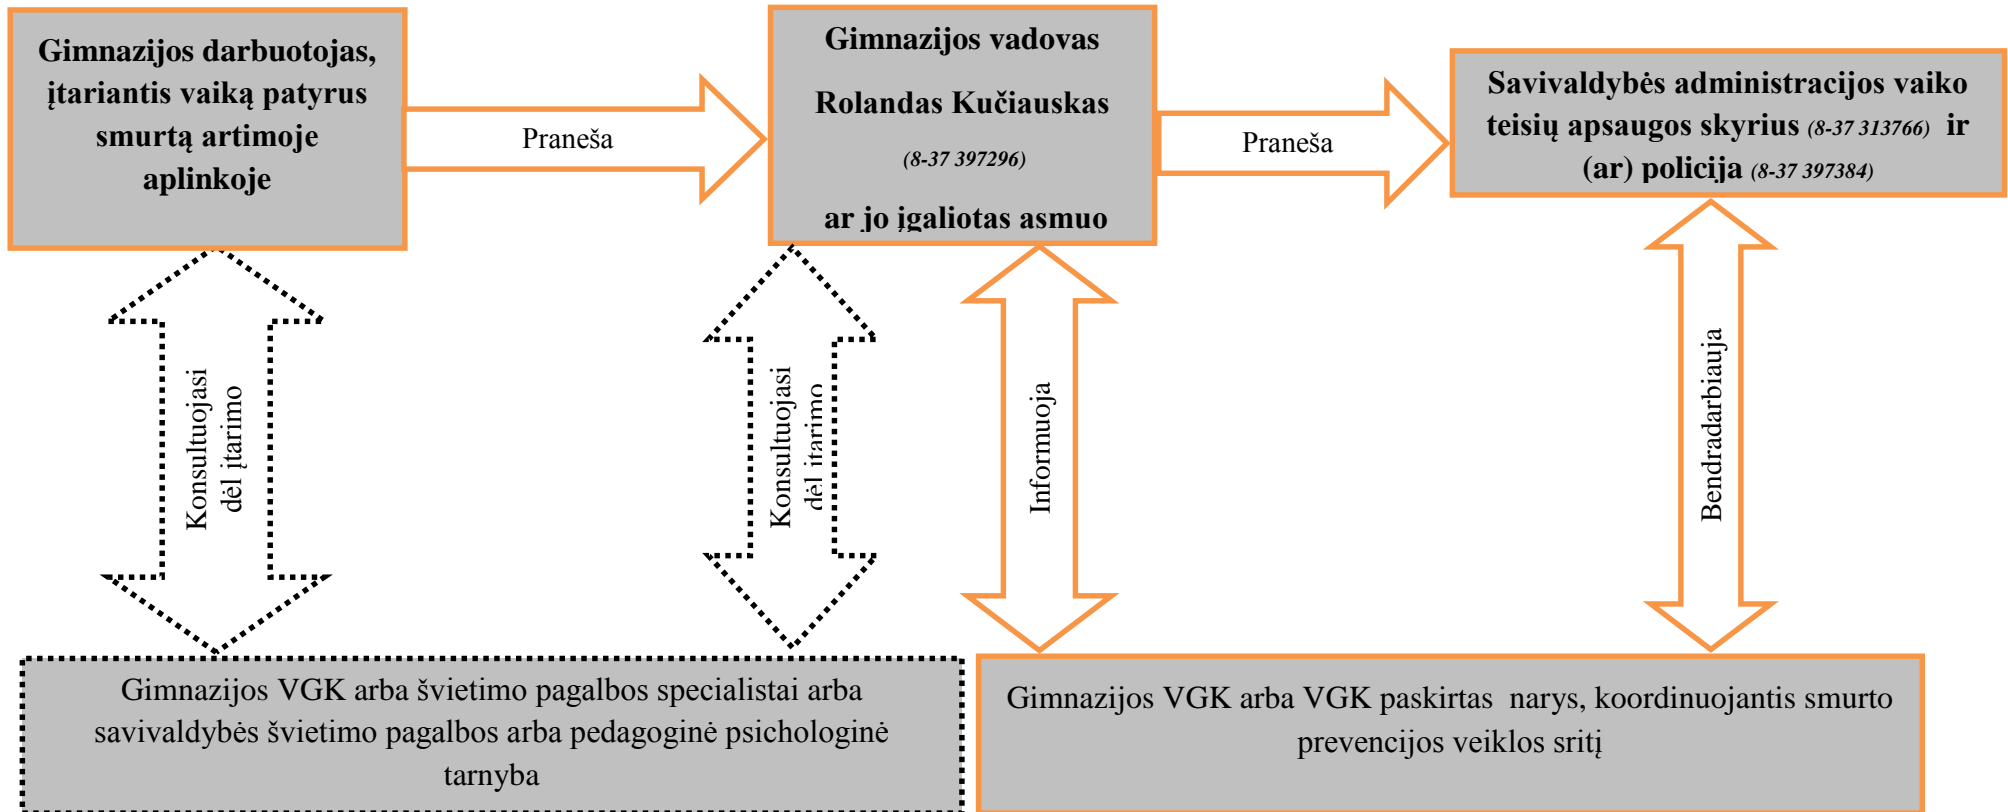 Gimnazijos darbuotojas,
įtariantis vaiką patyrus
smurtą artimoje
aplinkoje
Praneša
Gimnazijos vadovas
Rolandas Kučiauskas
(8-37 397296)
ar jo įgaliotas asmuo
Praneša
Savivaldybės administracijos vaiko
teisių apsaugos skyrius (8-37 313766) ir
(ar) policija (8-37 397384)
Konsultuojasi
dėl įtarimo
Konsultuojasi
dėl įtarimo
Informuoja
Bendradarbiauja
Gimnazijos VGK arba švietimo pagalbos specialistai arba
savivaldybės švietimo pagalbos arba pedagoginė psichologinė
tarnyba
Gimnazijos VGK arba VGK paskirtas narys, koordinuojantis smurto
prevencijos veiklos sritį